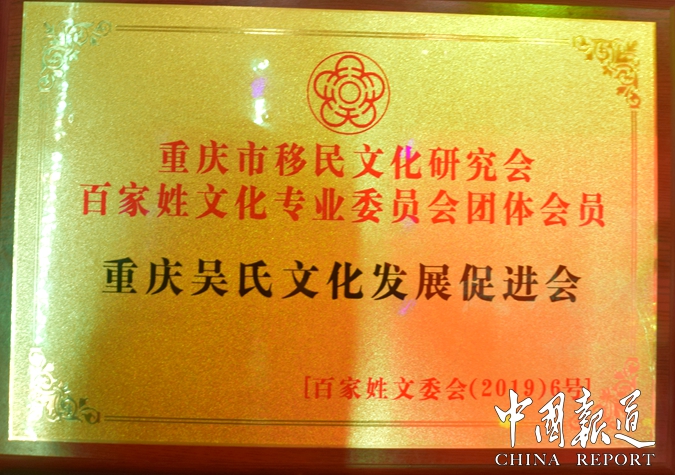 重庆市移民文化研究会
百家姓文化专业委员会团体会员
重庆吴氏文化发展促进会
[百家姓文委会(2019)6号]
中国報道
CHINA REPORT